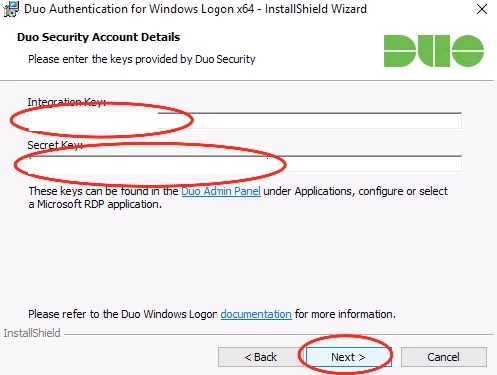 Duo Authentication for Windows Logon x64 - InstallShield Wizard
Duo Security Account Details
Please enter the keys provided by Duo Security
DUO
Integration Key:
Secret Key:
These keys can be found in the Duo Admin Panel under Applications, configure or select
a Microsoft RDP application.
Please refer to the Duo Windows Logon documentation for more information.
InstallShield
< Back
Next >
Cancel